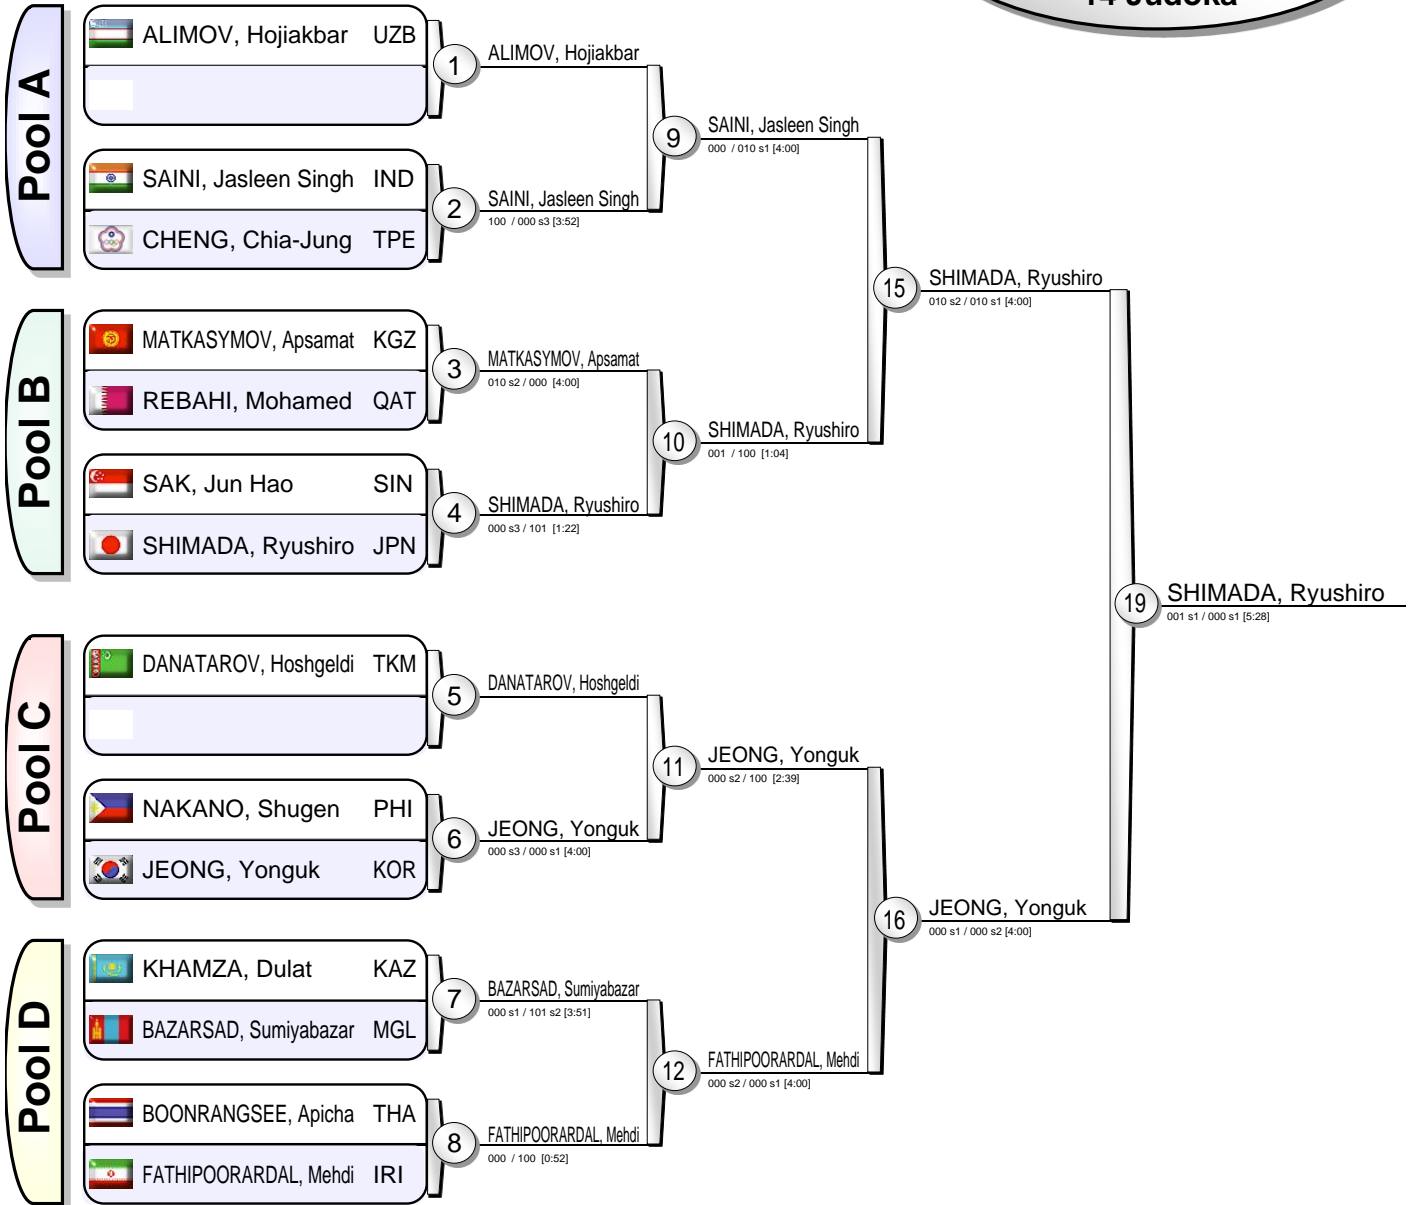 14 Judoka
Pool A
ALIMOV, Hojiakbar UZB
1
ALIMOV, Hojiakbar
SAINI, Jasleen Singh IND
CHENG, Chia-Jung TPE
2
SAINI, Jasleen Singh
100 / 000 s3 [3:52]
9
SAINI, Jasleen Singh
000 / 010 s1 [4:00]
Pool B
MATKASYMOV, Apsamat KGZ
REBAHI, Mohamed QAT
3
MATKASYMOV, Apsamat
010 s2 / 000 [4:00]
SAK, Jun Hao SIN
SHIMADA, Ryushiro JPN
4
SHIMADA, Ryushiro
000 s3 / 101 [1:22]
10
SHIMADA, Ryushiro
001 / 100 [1:04]
15
SHIMADA, Ryushiro
010 s2 / 010 s1 [4:00]
Pool C
DANATAROV, Hoshgeldi TKM
5
DANATAROV, Hoshgeldi
NAKANO, Shugen PHI
JEONG, Yonguk KOR
6
JEONG, Yonguk
000 s3 / 000 s1 [4:00]
11
JEONG, Yonguk
000 s2 / 100 [2:39]
Pool D
KHAMZA, Dulat KAZ
BAZARSAD, Sumiyabazar MGL
7
BAZARSAD, Sumiyabazar
000 s1 / 101 s2 [3:51]
BOONRANGSEE, Apicha THA
FATHIPOORARDAL, Mehdi IRI
8
FATHIPOORARDAL, Mehdi
000 / 100 [0:52]
12
FATHIPOORARDAL, Mehdi
000 s2 / 000 s1 [4:00]
16
JEONG, Yonguk
000 s1 / 000 s2 [4:00]
19
SHIMADA, Ryushiro
001 s1 / 000 s1 [5:28]